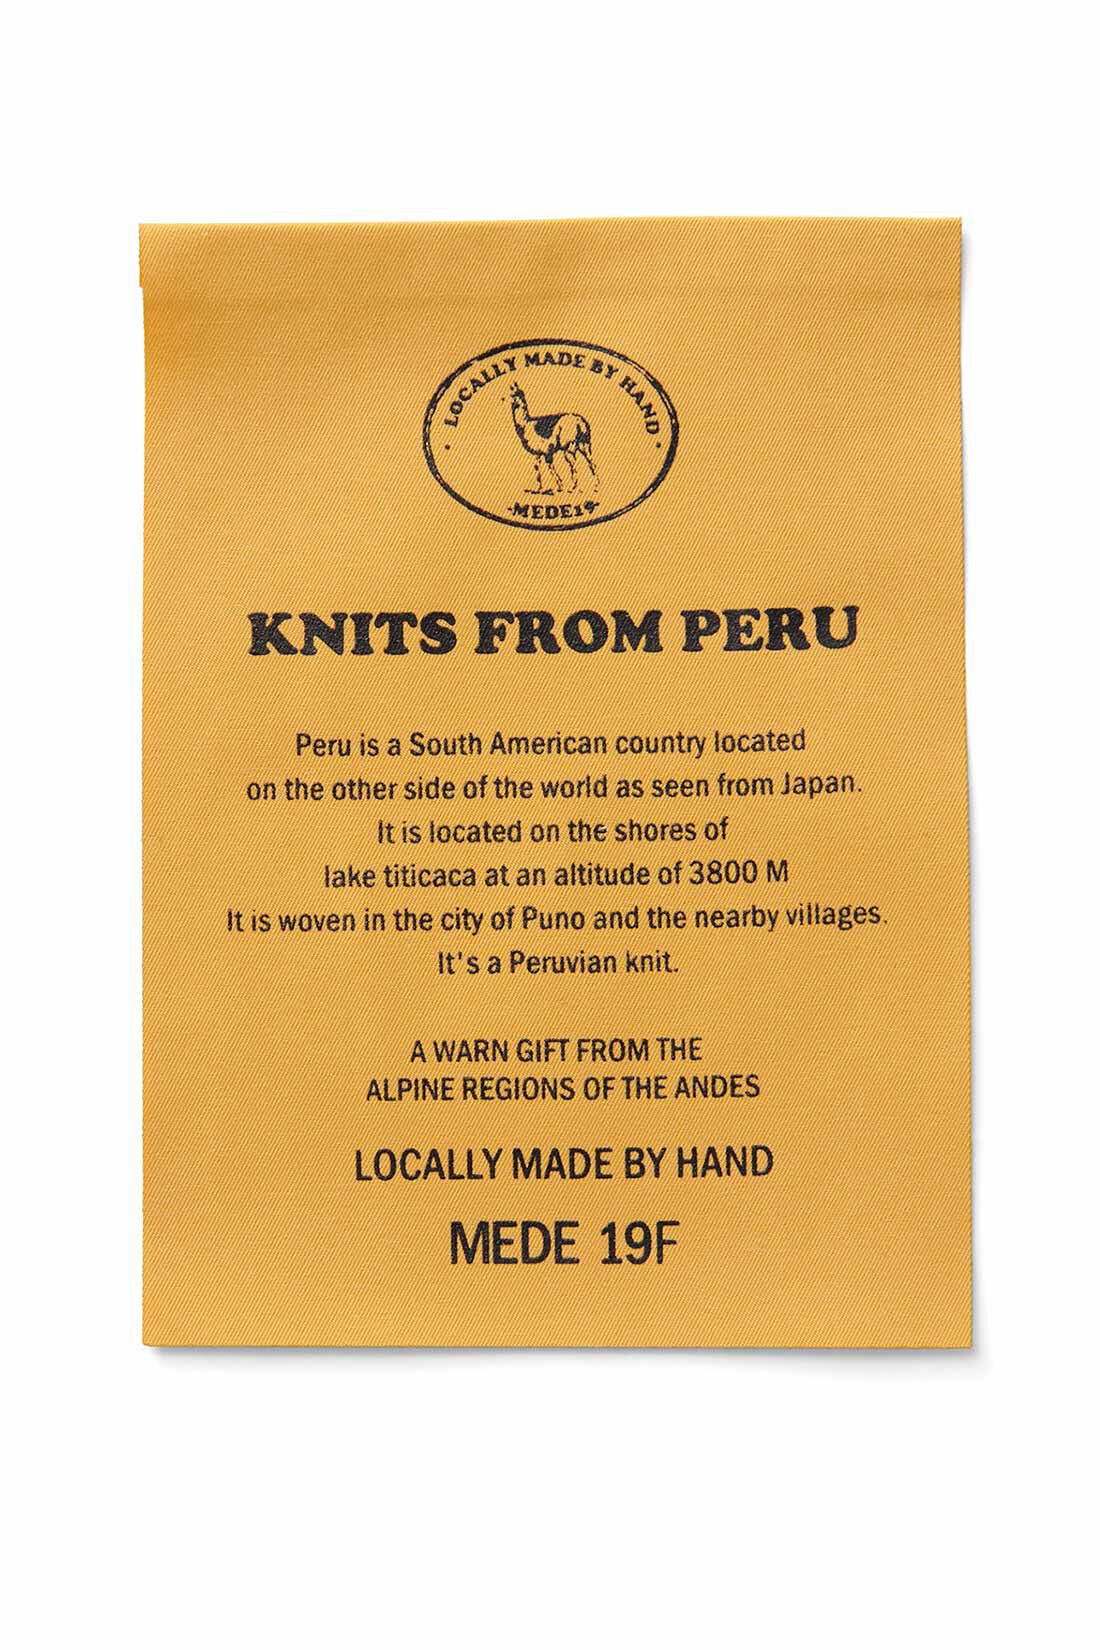 LOCALLY MADE BY HAND
MEDE19
KNITS FROM PERU
Peru is a South American country located
on the other side of the world as seen from Japan.
It is located on the shores of
lake titicaca at an altitude of 3800 M
It is woven in the city of Puno and the nearby villages.
It's a Peruvian knit.
A WARN GIFT FROM THE
ALPINE REGIONS OF THE ANDES
LOCALLY MADE BY HAND
MEDE 19F